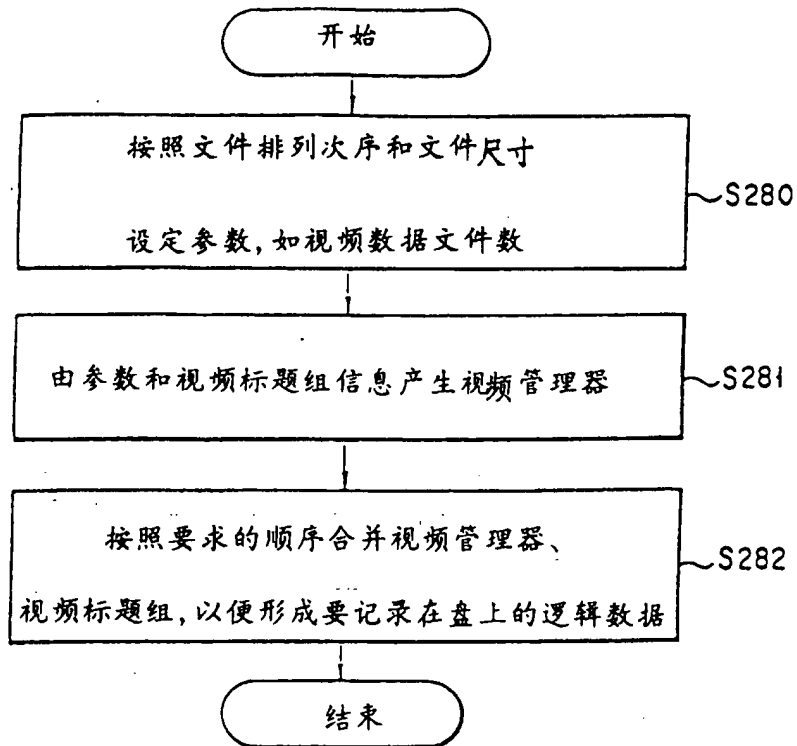 开始
按照文件排列次序和文件尺寸
S280
设定参数,如视频数据文件数
由参数和视频标题组信息产生视频管理器
S281
按照要求的顺序合并视频管理器、
S282
视频标题组,以便形成要记录在盘上的逻辑数据
结束